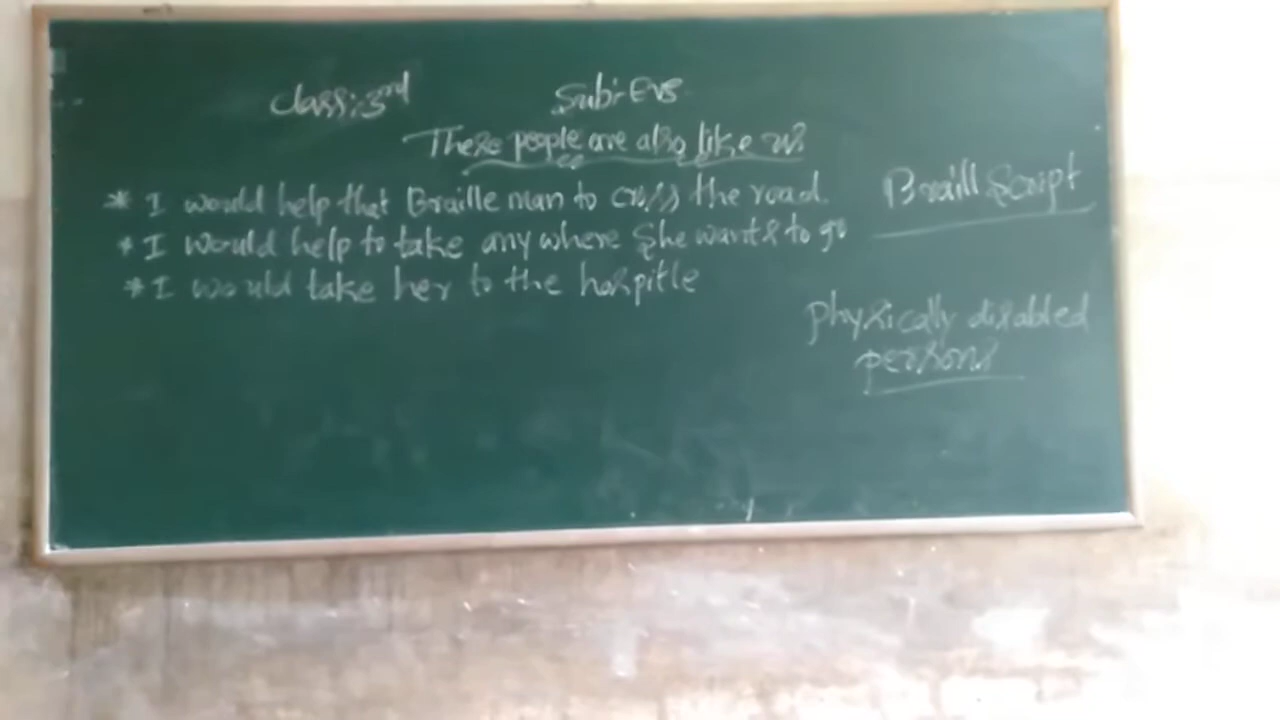 Class:3rd Sub:-Evs
These people are also like us.
* I would help that Braille man to cross the road.
* I would help to take any where she wants to go
* I would take her to the hospitle
Braill Script
physically disabled
persons